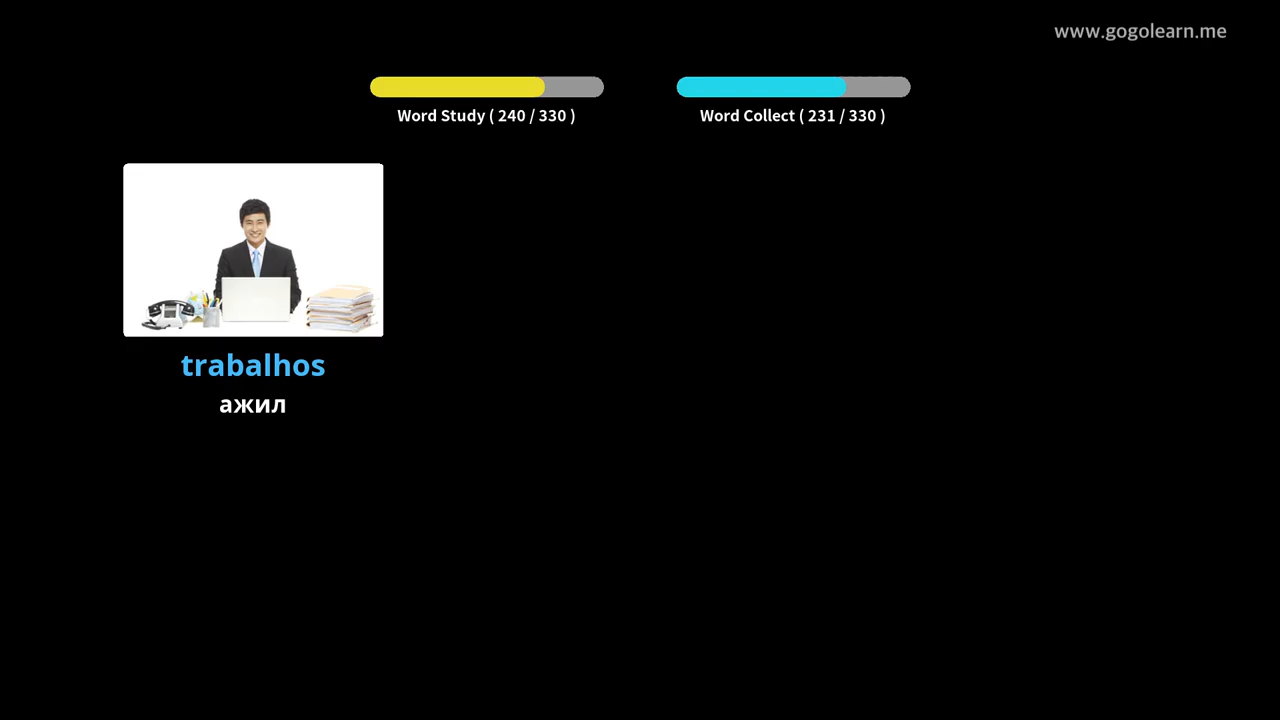 www.gogolearn.me
Word Study ( 240 / 330 )
Word Collect ( 231 / 330 )
trabalhos
ажил